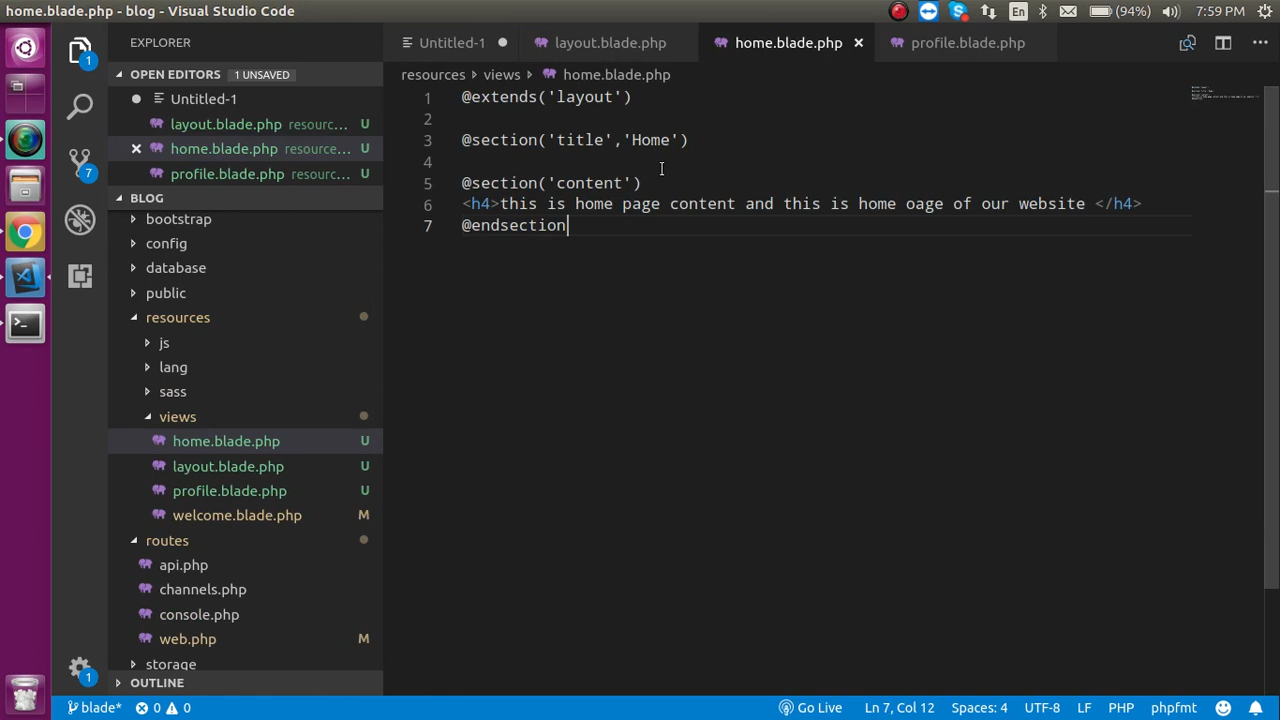 home.blade.php - blog - Visual Studio Code
En
(94%)
7:59 PM
EXPLORER
Untitled-1
layout.blade.php
home.blade.php
profile.blade.php
OPEN EDITORS
1 UNSAVED
Untitled-1
layout.blade.php resourc... U
home.blade.php resource... U
profile.blade.php resourc... U
BLOG
bootstrap
config
database
public
resources
js
lang
sass
views
home.blade.php U
layout.blade.php U
profile.blade.php U
welcome.blade.php M
routes
api.php
channels.php
console.php
web.php M
storage
OUTLINE
1
7
1
resources
views
home.blade.php
1 @extends('layout')
2
3 @section('title','Home')
4
5 @section('content')
6 <h4>this is home page content and this is home oage of our website </h4>
7 @endsection
blade*
0
0
Go Live
Ln 7, Col 12
Spaces: 4
UTF-8
LF
PHP
phpfmt